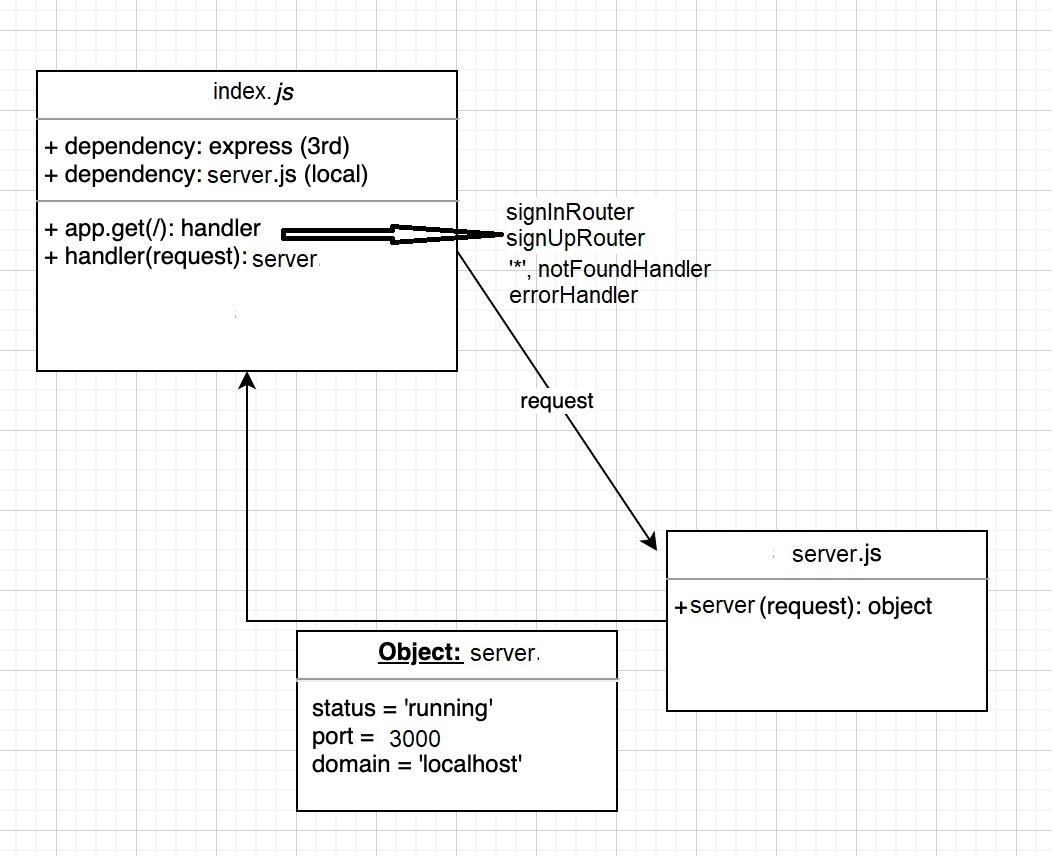 index.js
+ dependency: express (3rd)
+ dependency: server.js (local)
+ app.get(/): handler
+ handler(request): server
signInRouter
signUpRouter
'*', notFoundHandler
errorHandler
request
server.js
+server(request): object
Object: server.
status = 'running'
port = 3000
domain = 'localhost'